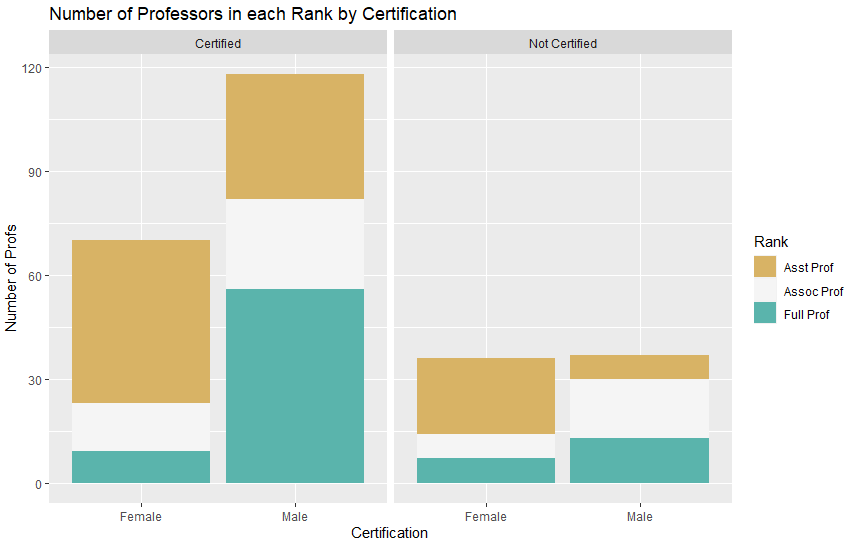 Number of Professors in each Rank by Certification
Certified
Not Certified
Number of Profs
120
90
60
30
0
Female
Male
Female
Male
Certification
Rank
Asst Prof
Assoc Prof
Full Prof